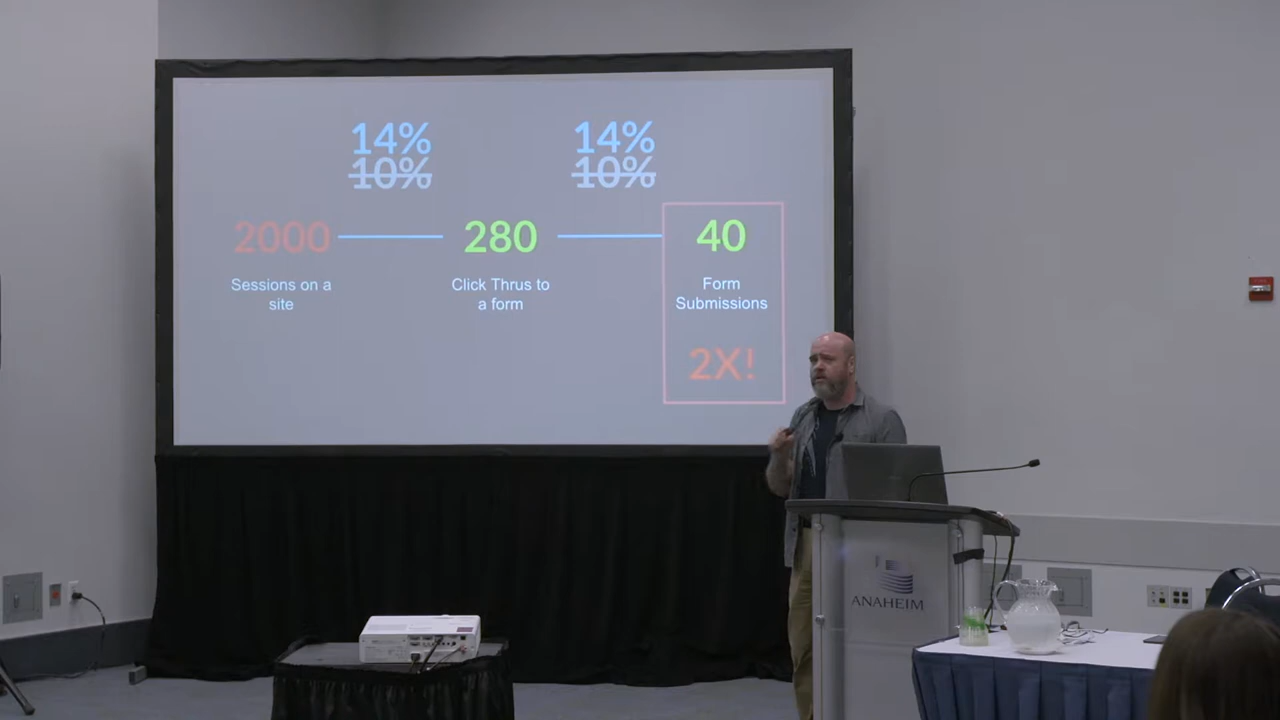 14%
10%
14%
10%
2000
280
40
Sessions on a
site
Click Thrus to
a form
Form
Submissions
2X!
ANAHEIM